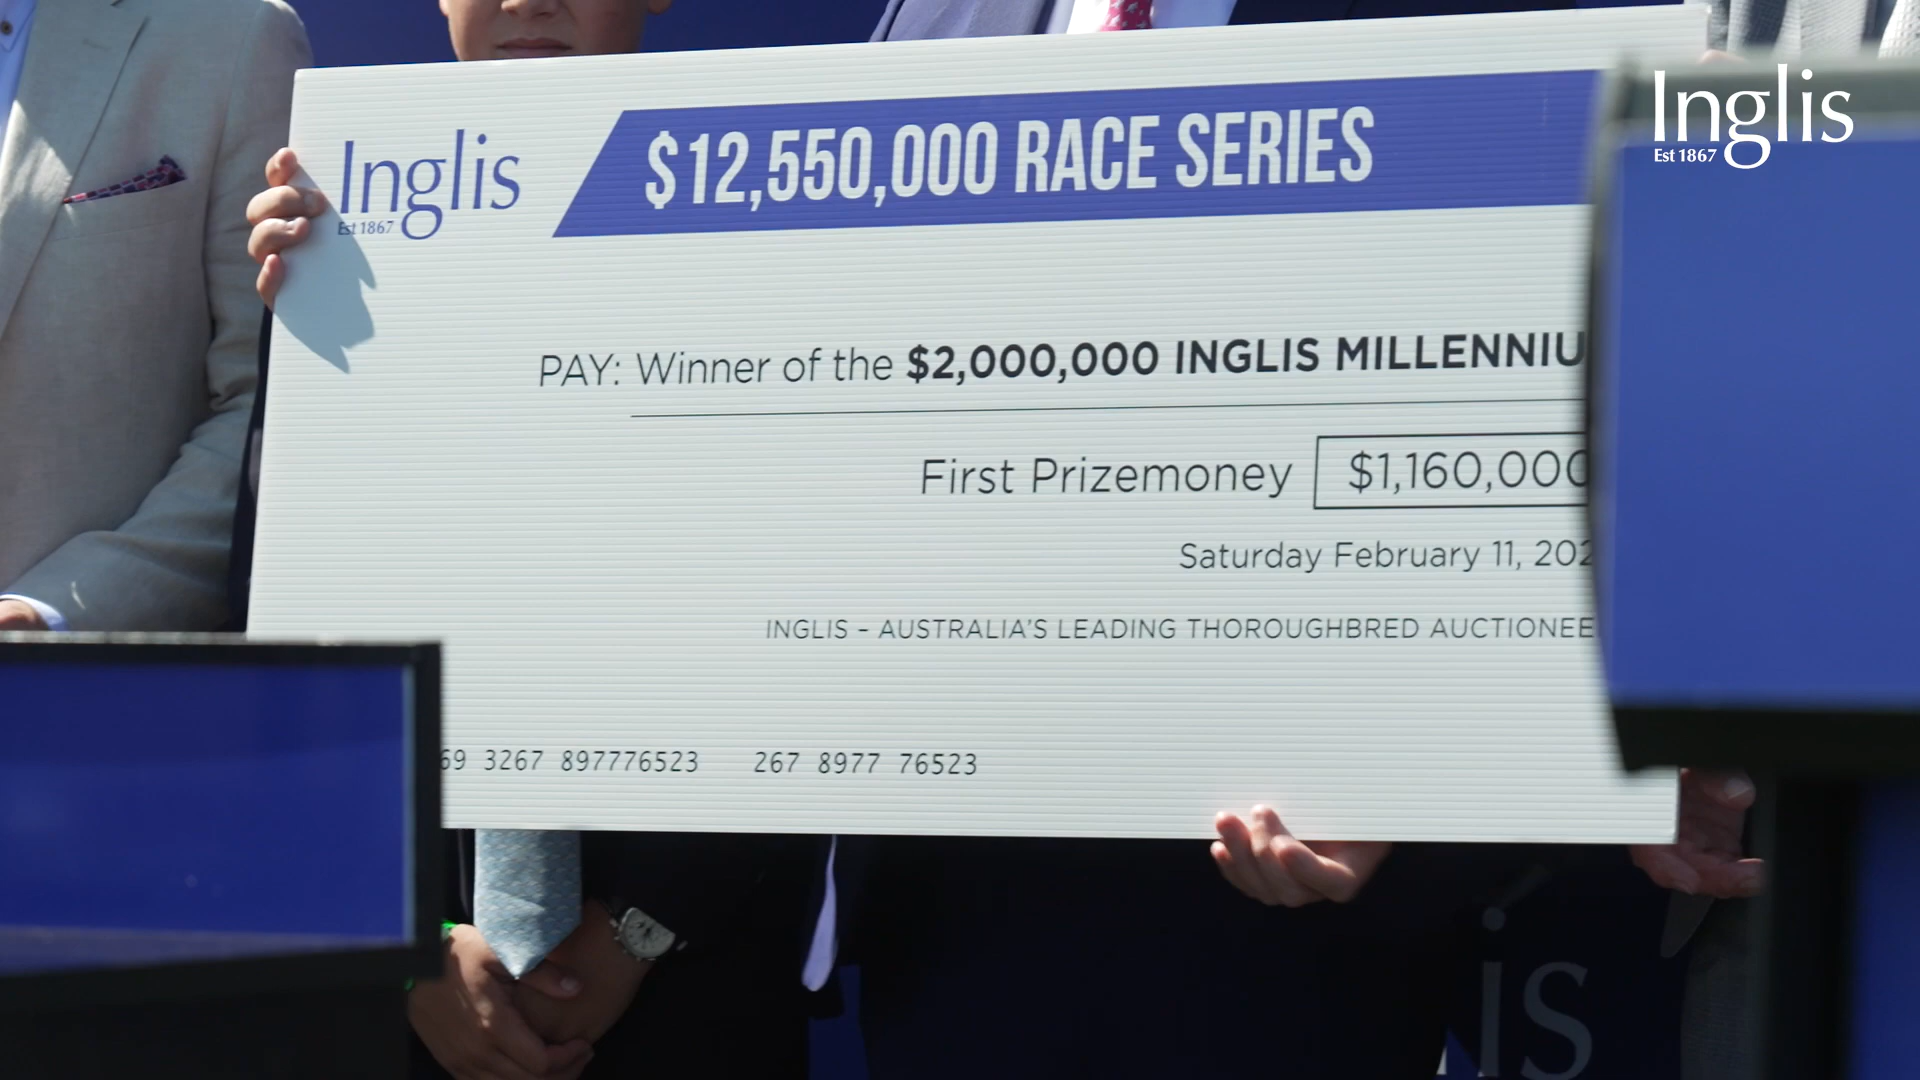 Inglis
Est 1867
$12,550,000 RACE SERIES
Inglis
Est 1867
PAY: Winner of the $2,000,000 INGLIS MILLENNIU
First Prizemoney $1,160,000
Saturday February 11, 202
INGLIS – AUSTRALIA'S LEADING THOROUGHBRED AUCTIONEE
69 3267 897776523 267 8977 76523
is